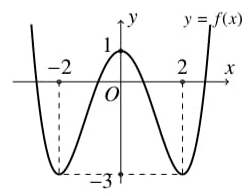 y y = f(x)
1
−2 2 x
O
−3